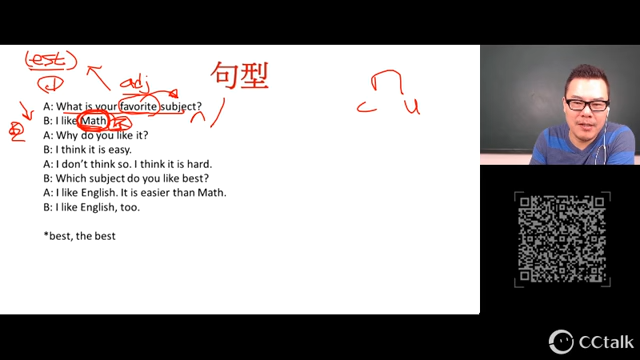 (-est)
adj
句型
A: What is your favorite subject?
B: I like Math
A: Why do you like it?
B: I think it is easy.
A: I don't think so. I think it is hard.
B: Which subject do you like best?
A: I like English. It is easier than Math.
B: I like English, too.
*best, the best
n
C U
CCtalk